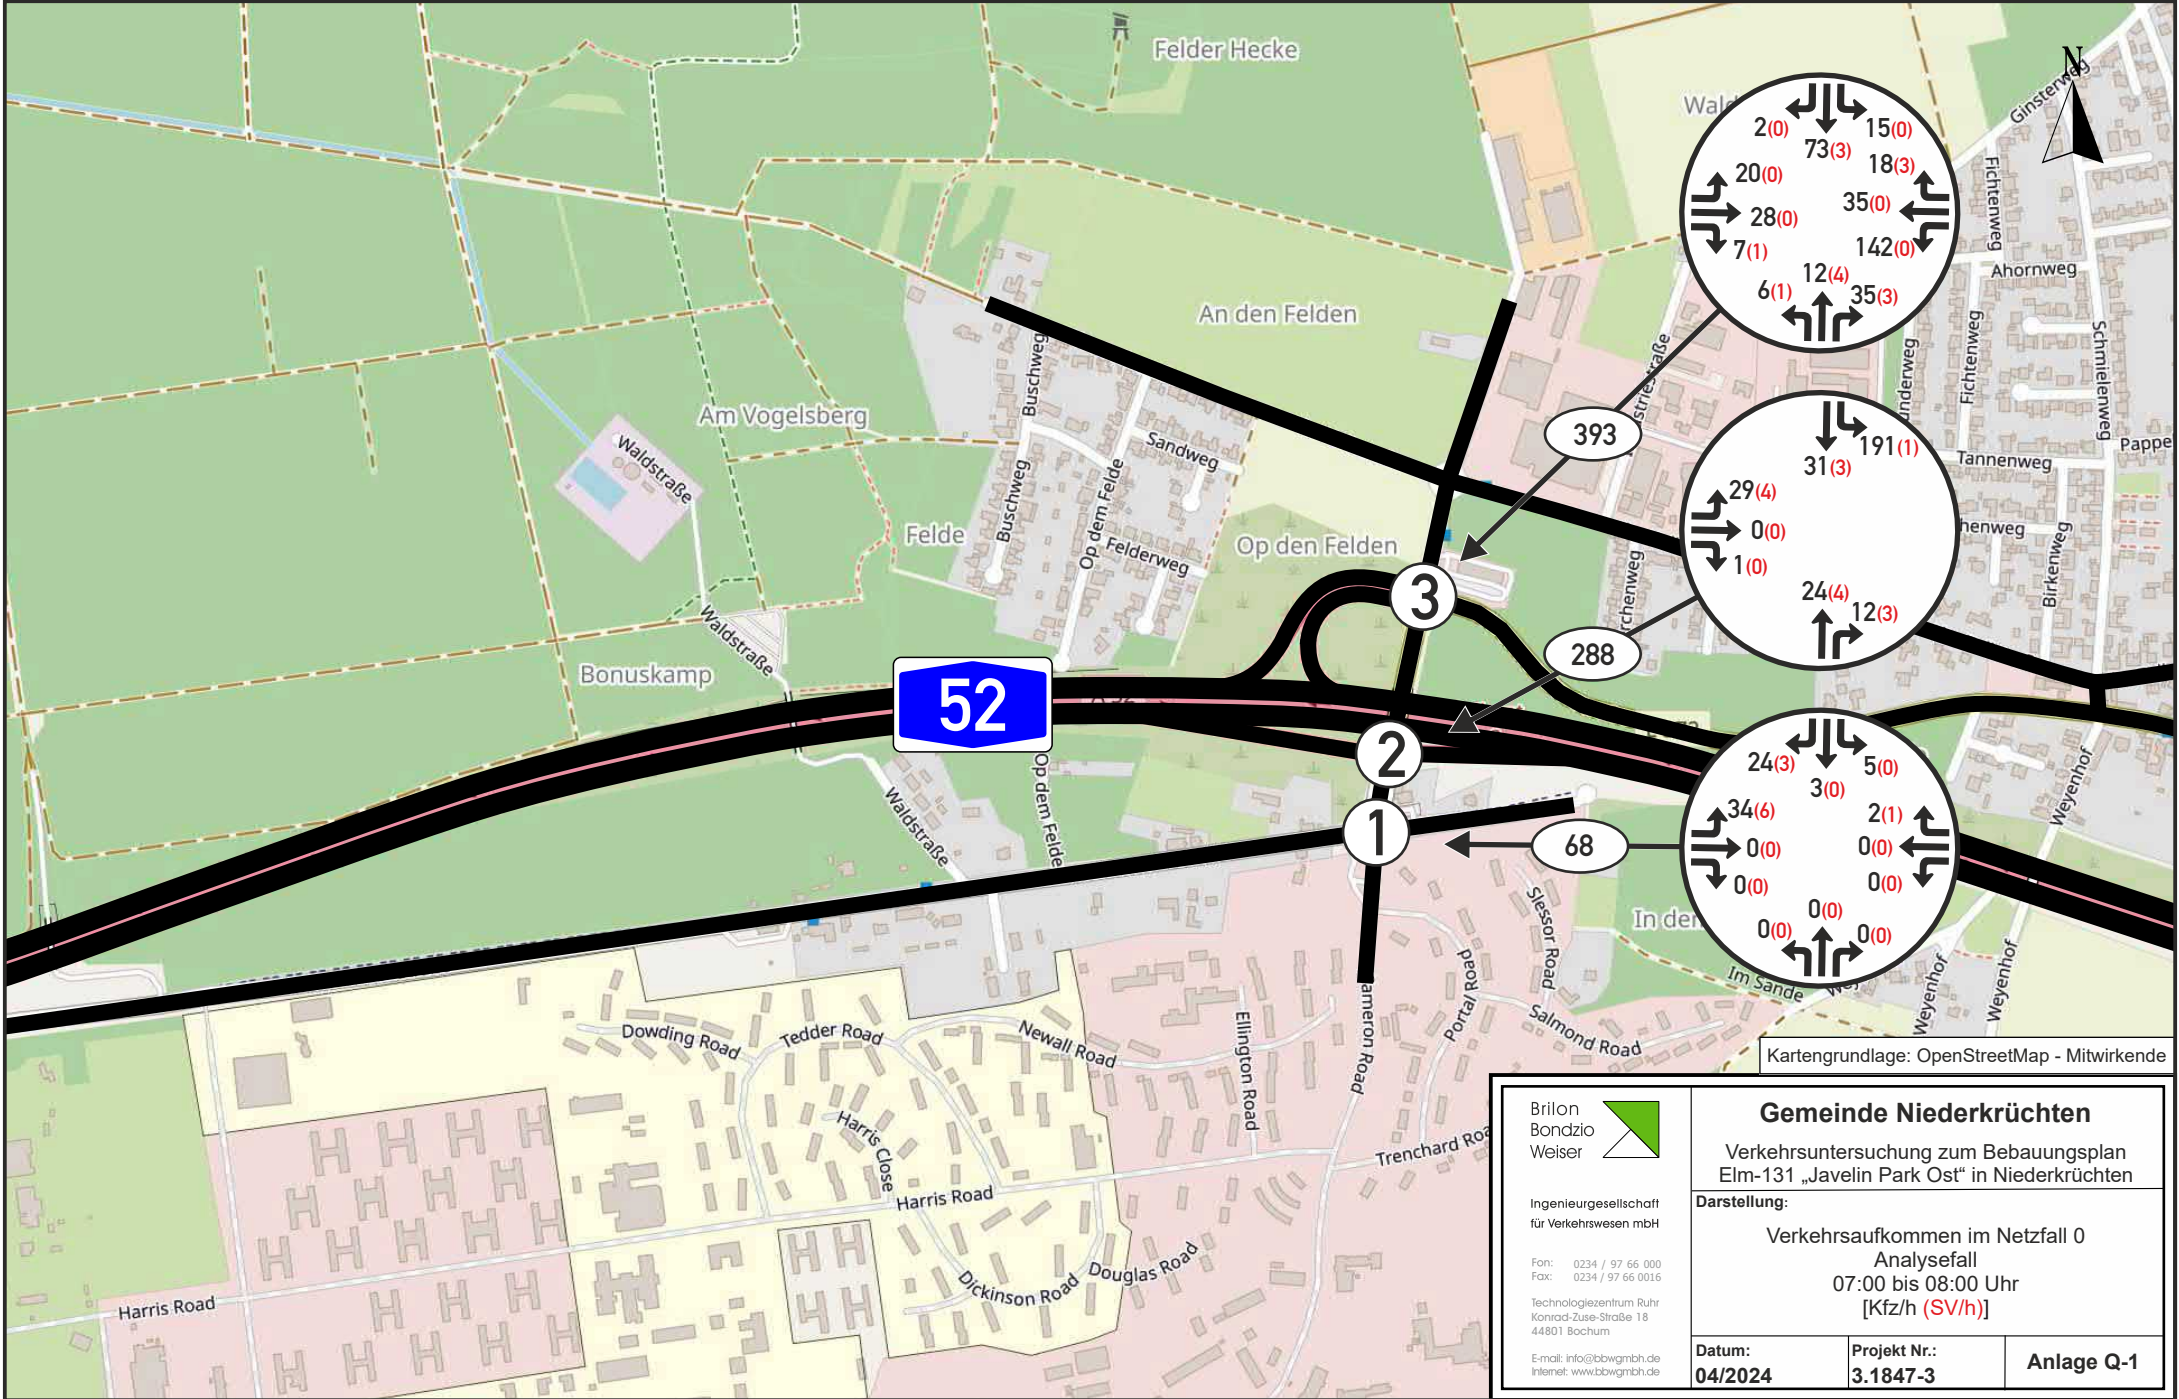 Felder Hecke
N
Ginsterweg
2(0)
15(0)
73(3)
18(3)
20(0)
35(0)
28(0)
142(0)
7(1)
12(4)
6(1)
35(3)
Fichtenweg
Ahornweg
Schmielenweg
Fichtenweg
An den Felden
Buschweg
Am Vogelsberg
Waldstraße
Sandweg
Buschweg
Op dem Felde
Felderweg
Felde
Op den Felden
393
191(1)
31(3)
29(4)
0(0)
1(0)
24(4)
12(3)
Tannenweg
Birkenweg
3
288
Waldstraße
Bonuskamp
52
2
1
68
Op dem Felde
Waldstraße
24(3)
5(0)
3(0)
34(6)
2(1)
0(0)
0(0)
0(0)
0(0)
0(0)
0(0)
0(0)
Weyenhof
Weyenhof
Weyenhof
Im Sande
Slessor Road
Portal Road
Salmond Road
Dowding Road
Tedder Road
Newall Road
Ellington Road
Harris Close
Harris Road
Dickinson Road
Douglas Road
Harris Road
Kartengrundlage: OpenStreetMap - Mitwirkende
Brilon
Bondzio
Weiser
Ingenieurgesellschaft
für Verkehrswesen mbH
Fon: 0234 / 97 66 000
Fax: 0234 / 97 66 0016
Technologiezentrum Ruhr
Konrad-Zuse-Straße 18
44801 Bochum
E-mail: info@bbwgmbh.de
Internet: www.bbwgmbh.de
Gemeinde Niederkrüchten
Verkehrsuntersuchung zum Bebauungsplan
Elm-131 „Javelin Park Ost“ in Niederkrüchten
Darstellung:
Verkehrsaufkommen im Netzfall 0
Analysefall
07:00 bis 08:00 Uhr
[Kfz/h (SV/h)]
Datum:
04/2024
Projekt Nr.:
3.1847-3
Anlage Q-1